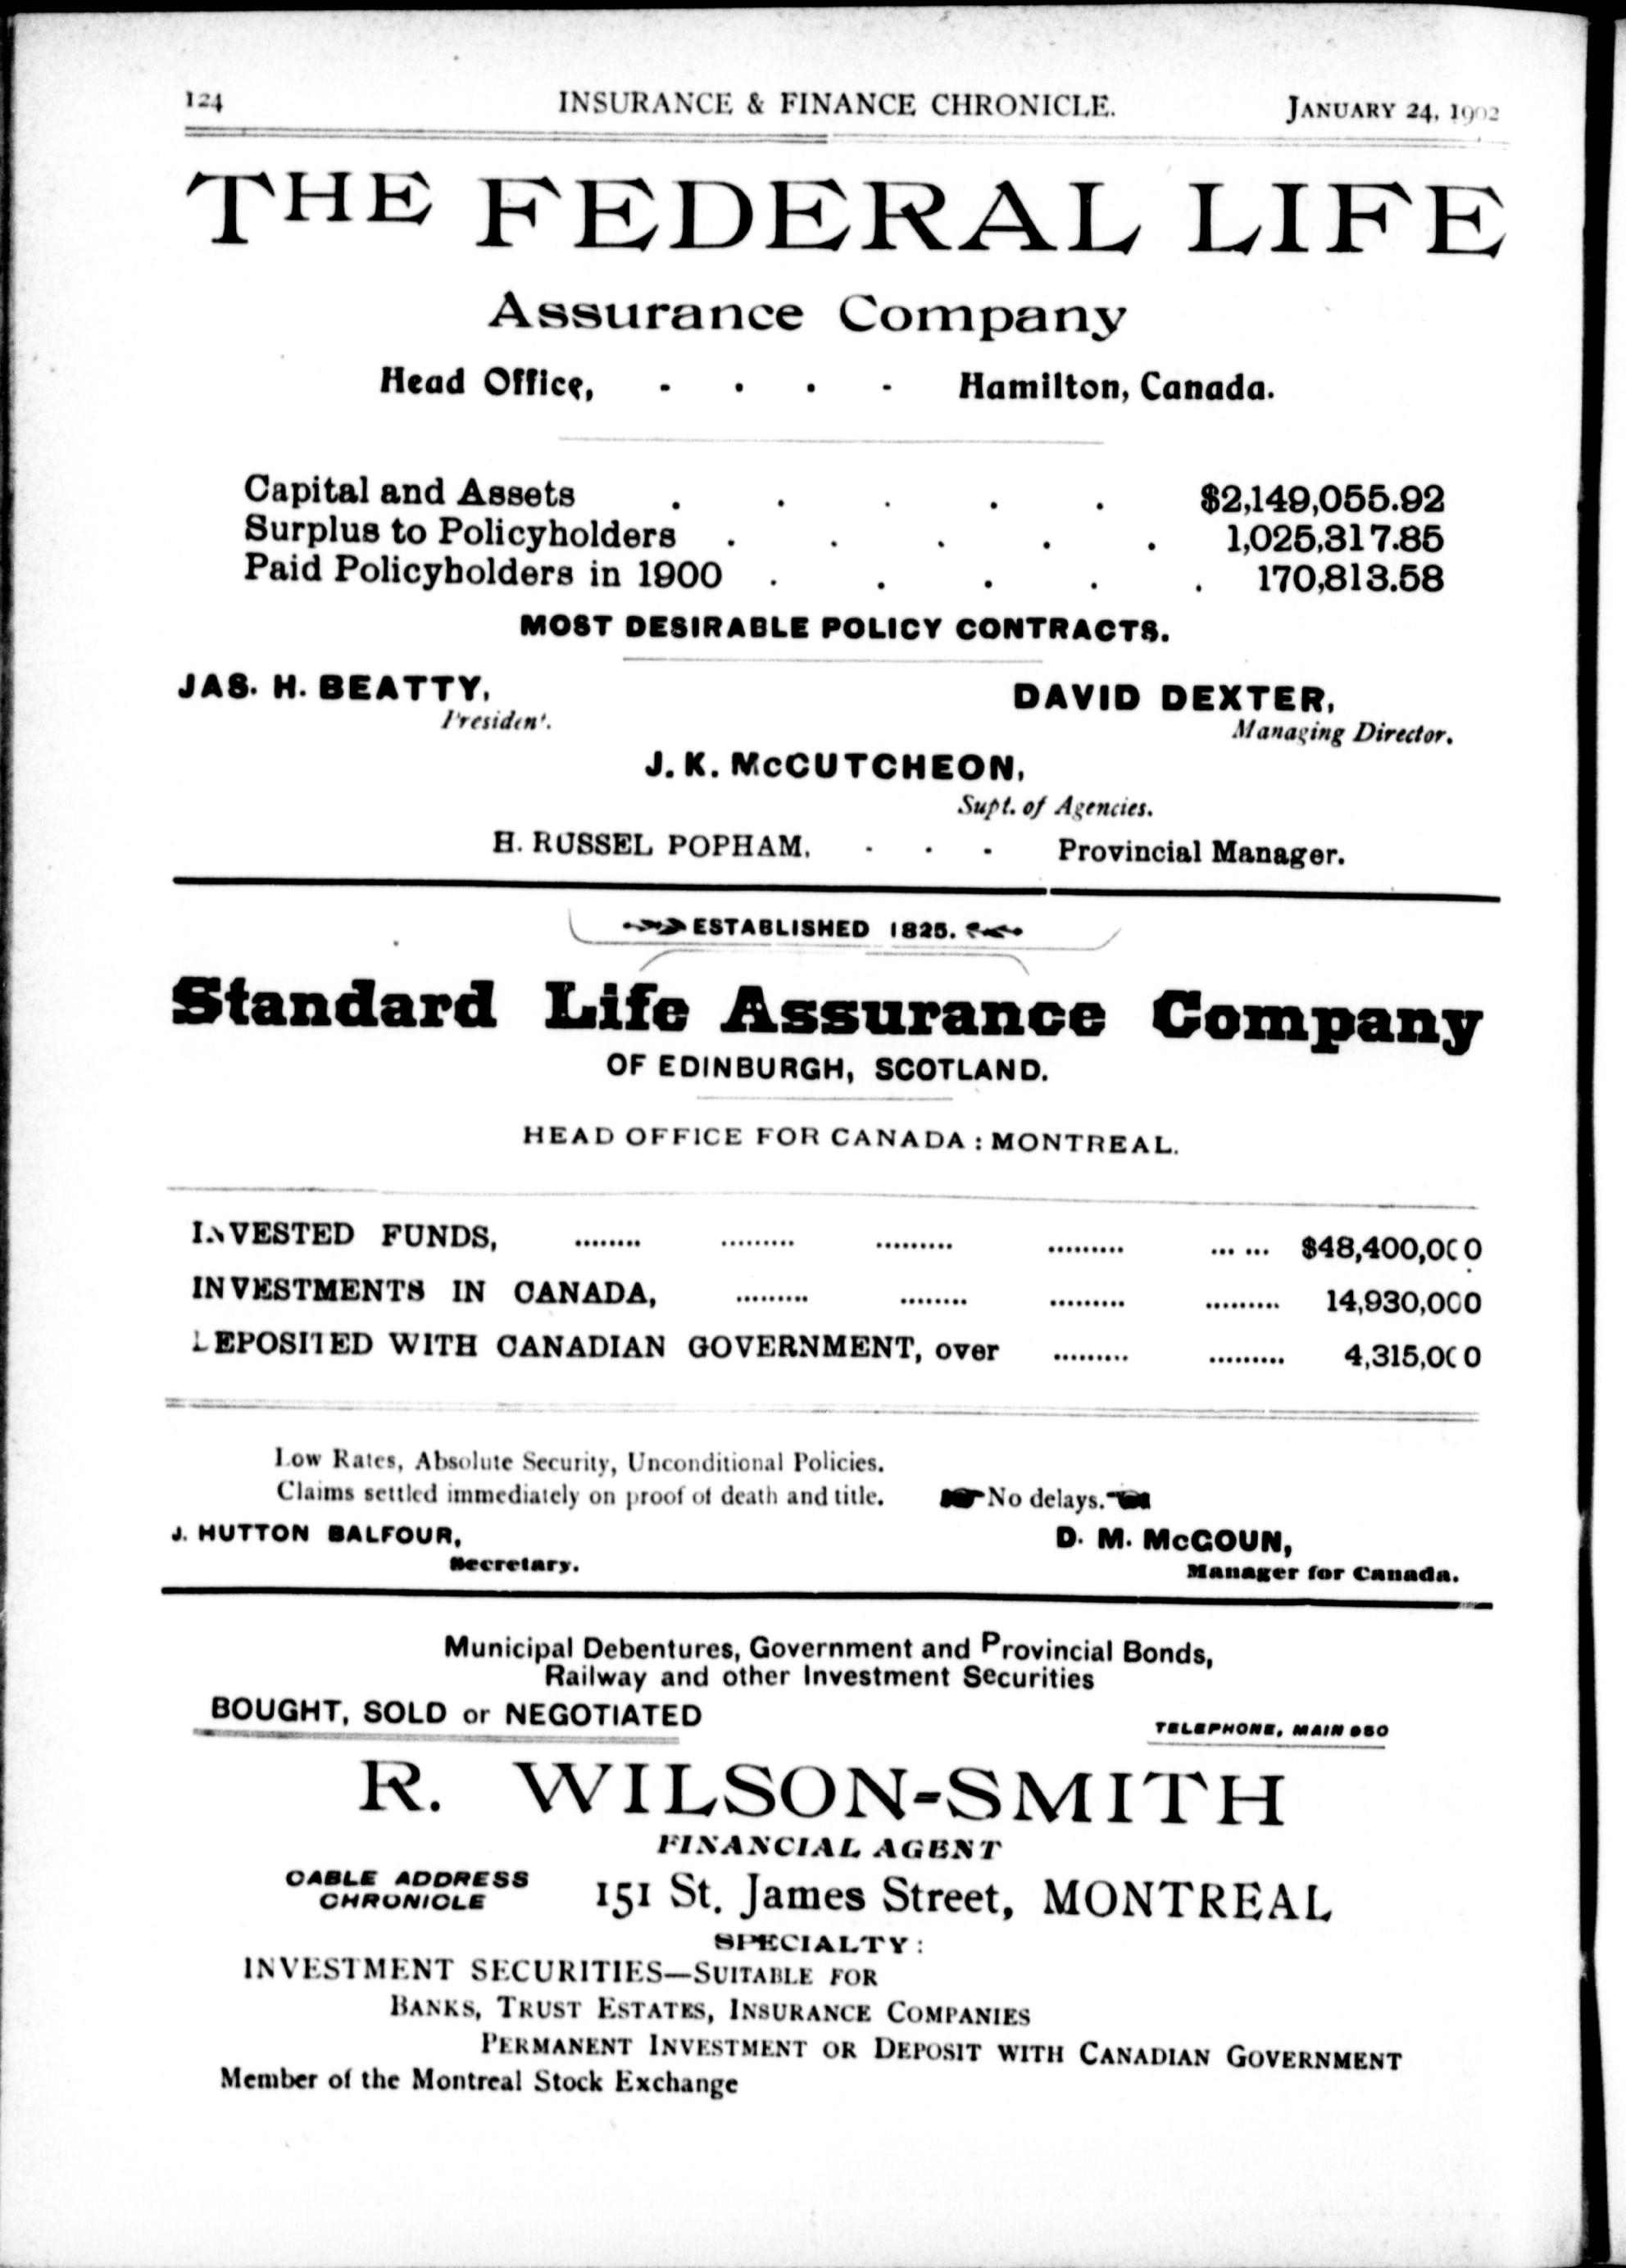 124 INSURANCE & FINANCE CHRONICLE. JANUARY 24, 1902
THE FEDERAL LIFE
Assurance Company
Head Office, - . . - Hamilton, Canada.
Capital and Assets . . . . . $2,149,055.92
Surplus to Policyholders . . . . . 1,025,317.85
Paid Policyholders in 1900 . . . . . 170,813.58
MOST DESIRABLE POLICY CONTRACTS.
JAS. H. BEATTY, DAVID DEXTER,
President. Managing Director.
J. K. McCUTCHEON,
Supt. of Agencies.
H. RUSSEL POPHAM, - - - Provincial Manager.
ESTABLISHED 1825.
Standard Life Assurance Company
OF EDINBURGH, SCOTLAND.
HEAD OFFICE FOR CANADA : MONTREAL.
INVESTED FUNDS, ........ ......... ......... ......... ... ... $48,400,000
INVESTMENTS IN CANADA, ......... ........ ......... ......... 14,930,000
DEPOSITED WITH CANADIAN GOVERNMENT, over ......... ......... 4,315,000
Low Rates, Absolute Security, Unconditional Policies.
Claims settled immediately on proof of death and title. No delays.
J. HUTTON BALFOUR, D. M. McGOUN,
Secretary. Manager for Canada.
Municipal Debentures, Government and Provincial Bonds,
Railway and other Investment Securities
BOUGHT, SOLD or NEGOTIATED
TELEPHONE, MAIN 950
R. WILSON-SMITH
FINANCIAL AGENT
CABLE ADDRESS
CHRONICLE
151 St. James Street, MONTREAL
SPECIALTY:
INVESTMENT SECURITIES—SUITABLE FOR
BANKS, TRUST ESTATES, INSURANCE COMPANIES
PERMANENT INVESTMENT OR DEPOSIT WITH CANADIAN GOVERNMENT
Member of the Montreal Stock Exchange